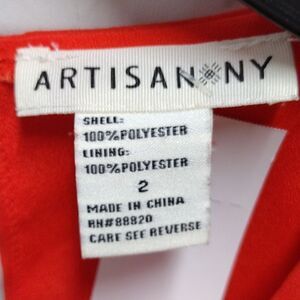 ARTISAN NY
SHELL:
100%POLYESTER
LINING:
100%POLYESTER
2
MADE IN CHINA
RN#88820
CARE SEE REVERSE